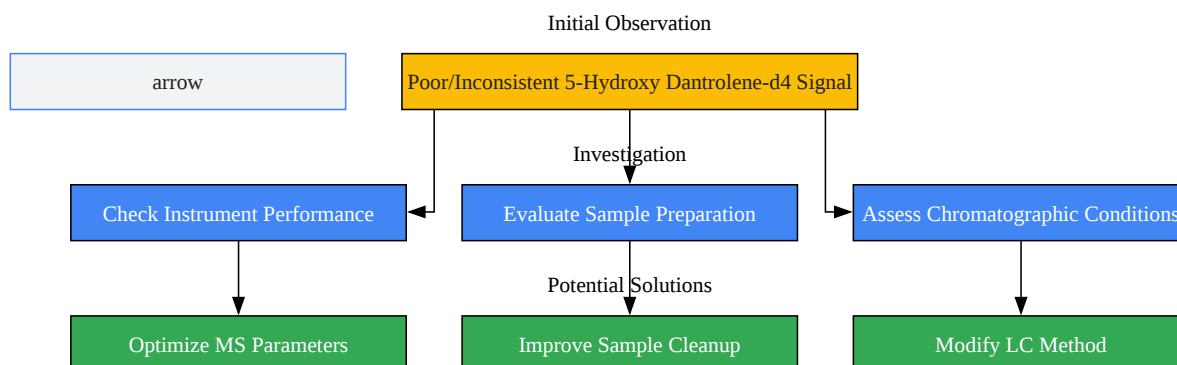 Initial Observation
arrow
Poor/Inconsistent 5-Hydroxy Dantrolene-d4 Signal
Investigation
Check Instrument Performance
Evaluate Sample Preparation
Assess Chromatographic Conditions
Potential Solutions
Optimize MS Parameters
Improve Sample Cleanup
Modify LC Method